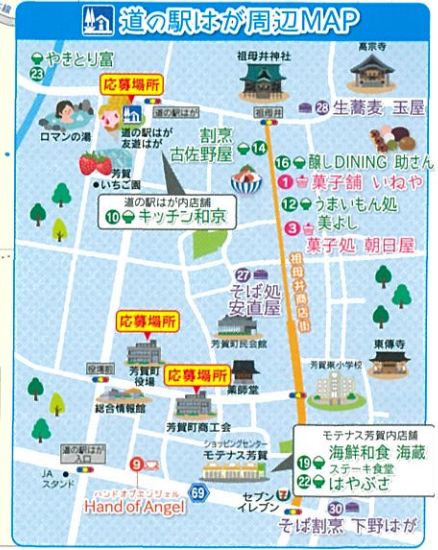 道の駅はが周辺MAP
やきとり富
23
応募場所
ロマンの湯
道の駅はが
道の駅はが
友遊はが
芳賀
いちご園
道の駅はが内店舗
10 キッチン和京
祖母井神社
祖母井
高宗寺
28 生蕎麦 玉屋
割烹
古佐野屋 14
16 醸しDINING 助さん
1 菓子舗 いねや
12 うまいもん処
美よし
3 菓子処 朝日屋
祖母井商店街
27
そば処
安直屋
芳賀町民会館
応募場所
役場前
芳賀町
役場
総合情報館
応募場所
芳賀町商工会
薬師堂
芳賀東小学校
東傳寺
道の駅はが
入口
JA
スタンド
9
ハンドオブエンジェル
Hand of Angel
69
ショッピングセンター
モテナス芳賀
セブン
イレブン
7
モテナス芳賀内店舗
19 海鮮和食 海蔵
ステーキ食堂
22 はやぶさ
30
そば割烹 下野はが